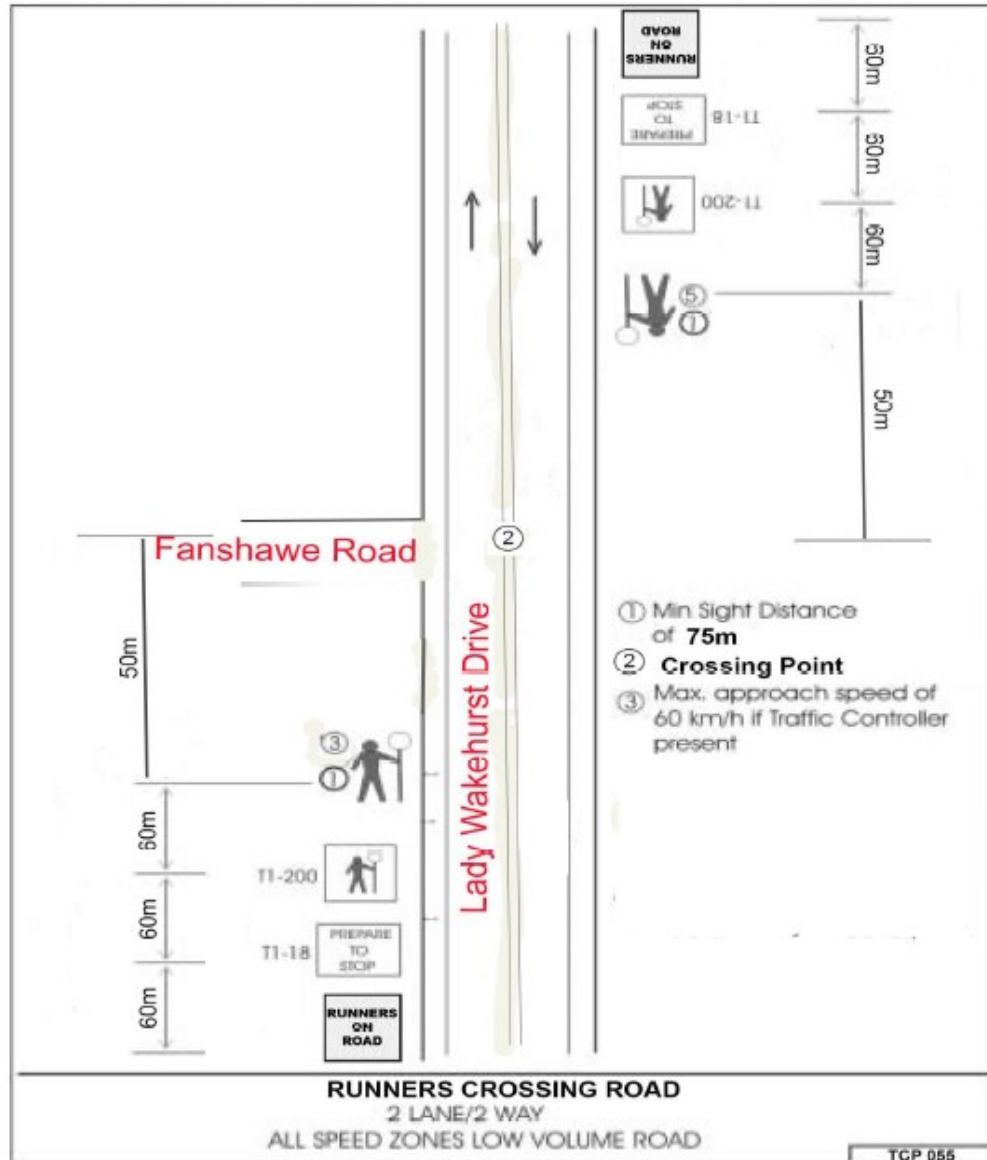 RUNNERS
ON
ROAD
50m
PREPARE
TO
STOP
T1-18
50m
T1-200
60m
5
1
50m
Fanshawe Road
2
Lady Wakehurst Drive
50m
1 Min Sight Distance
of 75m
2 Crossing Point
3 Max. approach speed of
60 km/h if Traffic Controller
present
3
1
60m
T1-200
60m
T1-18
PREPARE
TO
STOP
60m
RUNNERS
ON
ROAD
RUNNERS CROSSING ROAD
2 LANE/2 WAY
ALL SPEED ZONES LOW VOLUME ROAD
TCP 055